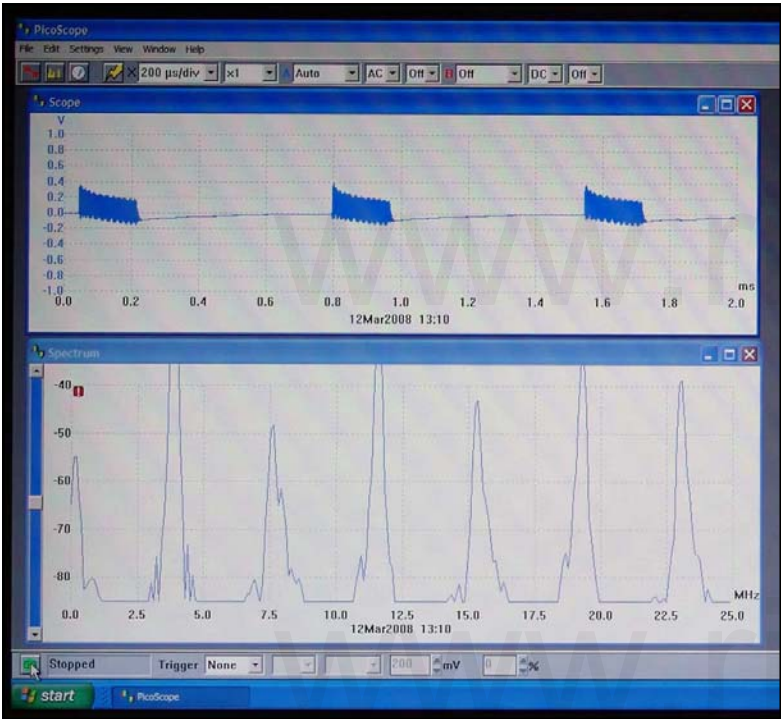 PicoScope
File Edit Settings View Window Help
200 µs/div x1 A Auto AC Off B Off DC Off
Scope
V
1.0
0.8
0.6
0.4
0.2
0.0
-0.2
-0.4
-0.6
-0.8
-1.0
ms
0.0 0.2 0.4 0.6 0.8 1.0 1.2 1.4 1.6 1.8 2.0
12Mar2008 13:10
Spectrum
-40
-50
-60
-70
-80
MHz
0.0 2.5 5.0 7.5 10.0 12.5 15.0 17.5 20.0 22.5 25.0
12Mar2008 13:10
Stopped Trigger None 200 mV 0 %
start PicoScope
www.r
www.r